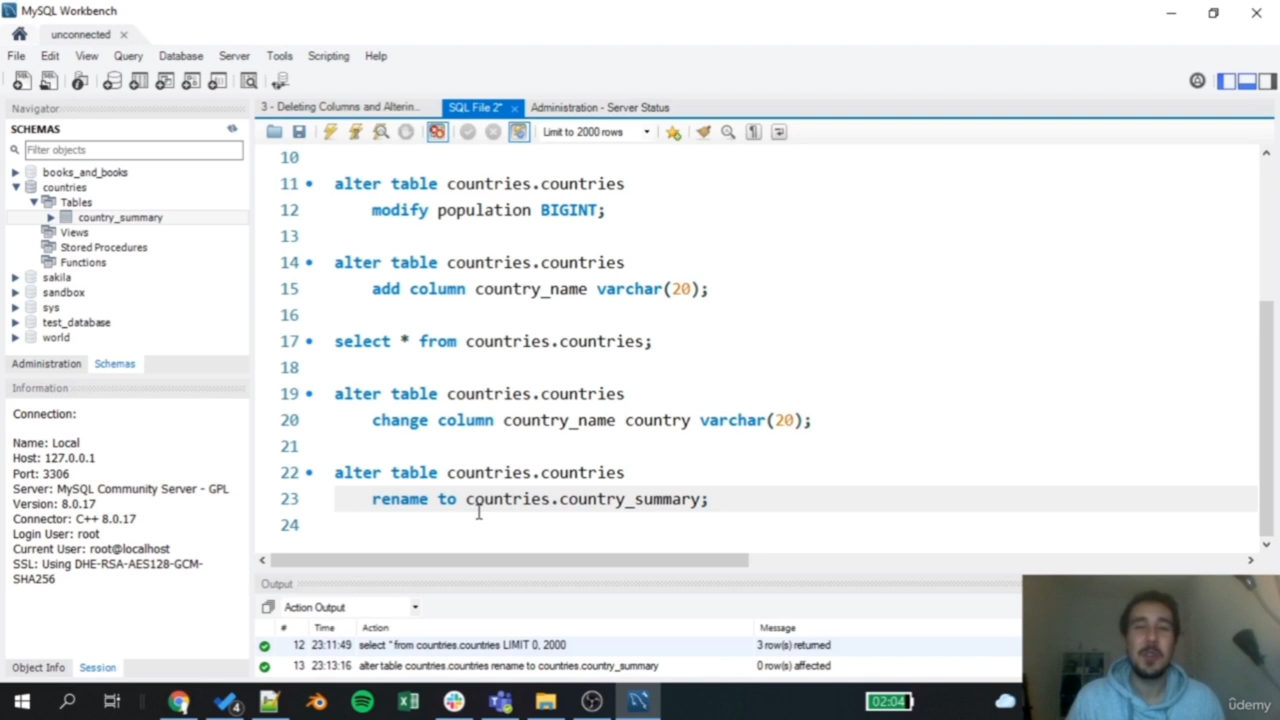 MySQL Workbench
unconnected
File Edit View Query Database Server Tools Scripting Help
Navigator
SCHEMAS
Filter objects
books_and_books
countries
Tables
country_summary
Views
Stored Procedures
Functions
sakila
sandbox
sys
test_database
world
Administration Schemas
Information
Connection:
Name: Local
Host: 127.0.0.1
Port: 3306
Server: MySQL Community Server - GPL
Version: 8.0.17
Connector: C++ 8.0.17
Login User: root
Current User: root@localhost
SSL: Using DHE-RSA-AES128-GCM-
SHA256
Object Info Session
3 - Deleting Columns and Alterin... SQL File 2* Administration - Server Status
Limit to 2000 rows
10
11 alter table countries.countries
12 modify population BIGINT;
13
14 alter table countries.countries
15 add column country_name varchar(20);
16
17 select * from countries.countries;
18
19 alter table countries.countries
20 change column country_name country varchar(20);
21
22 alter table countries.countries
23 rename to countries.country_summary;
24
Output
Action Output
# Time Action Message
12 23:11:49 select * from countries.countries LIMIT 0, 2000 3 row(s) returned
13 23:13:16 alter table countries.countries rename to countries.country_summary 0 row(s) affected
4
02:04
ûdemy